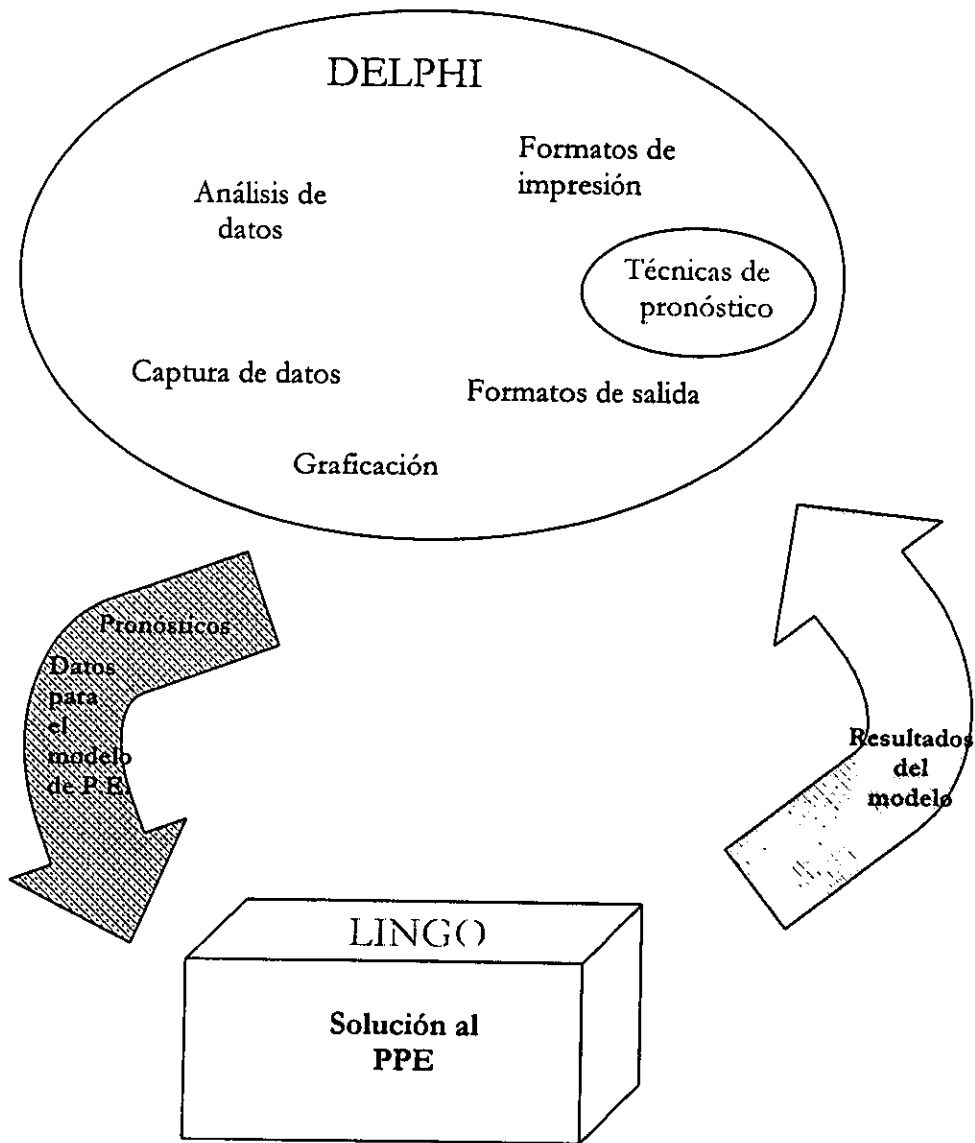 DELPHI
Formatos de
impresión
Análisis de
datos
Técnicas de
pronóstico
Captura de datos
Formatos de salida
Graficación
Pronósticos
Datos
para
el
modelo
de P.E.
Resultados
del
modelo
LINGO
Solución al
PPE